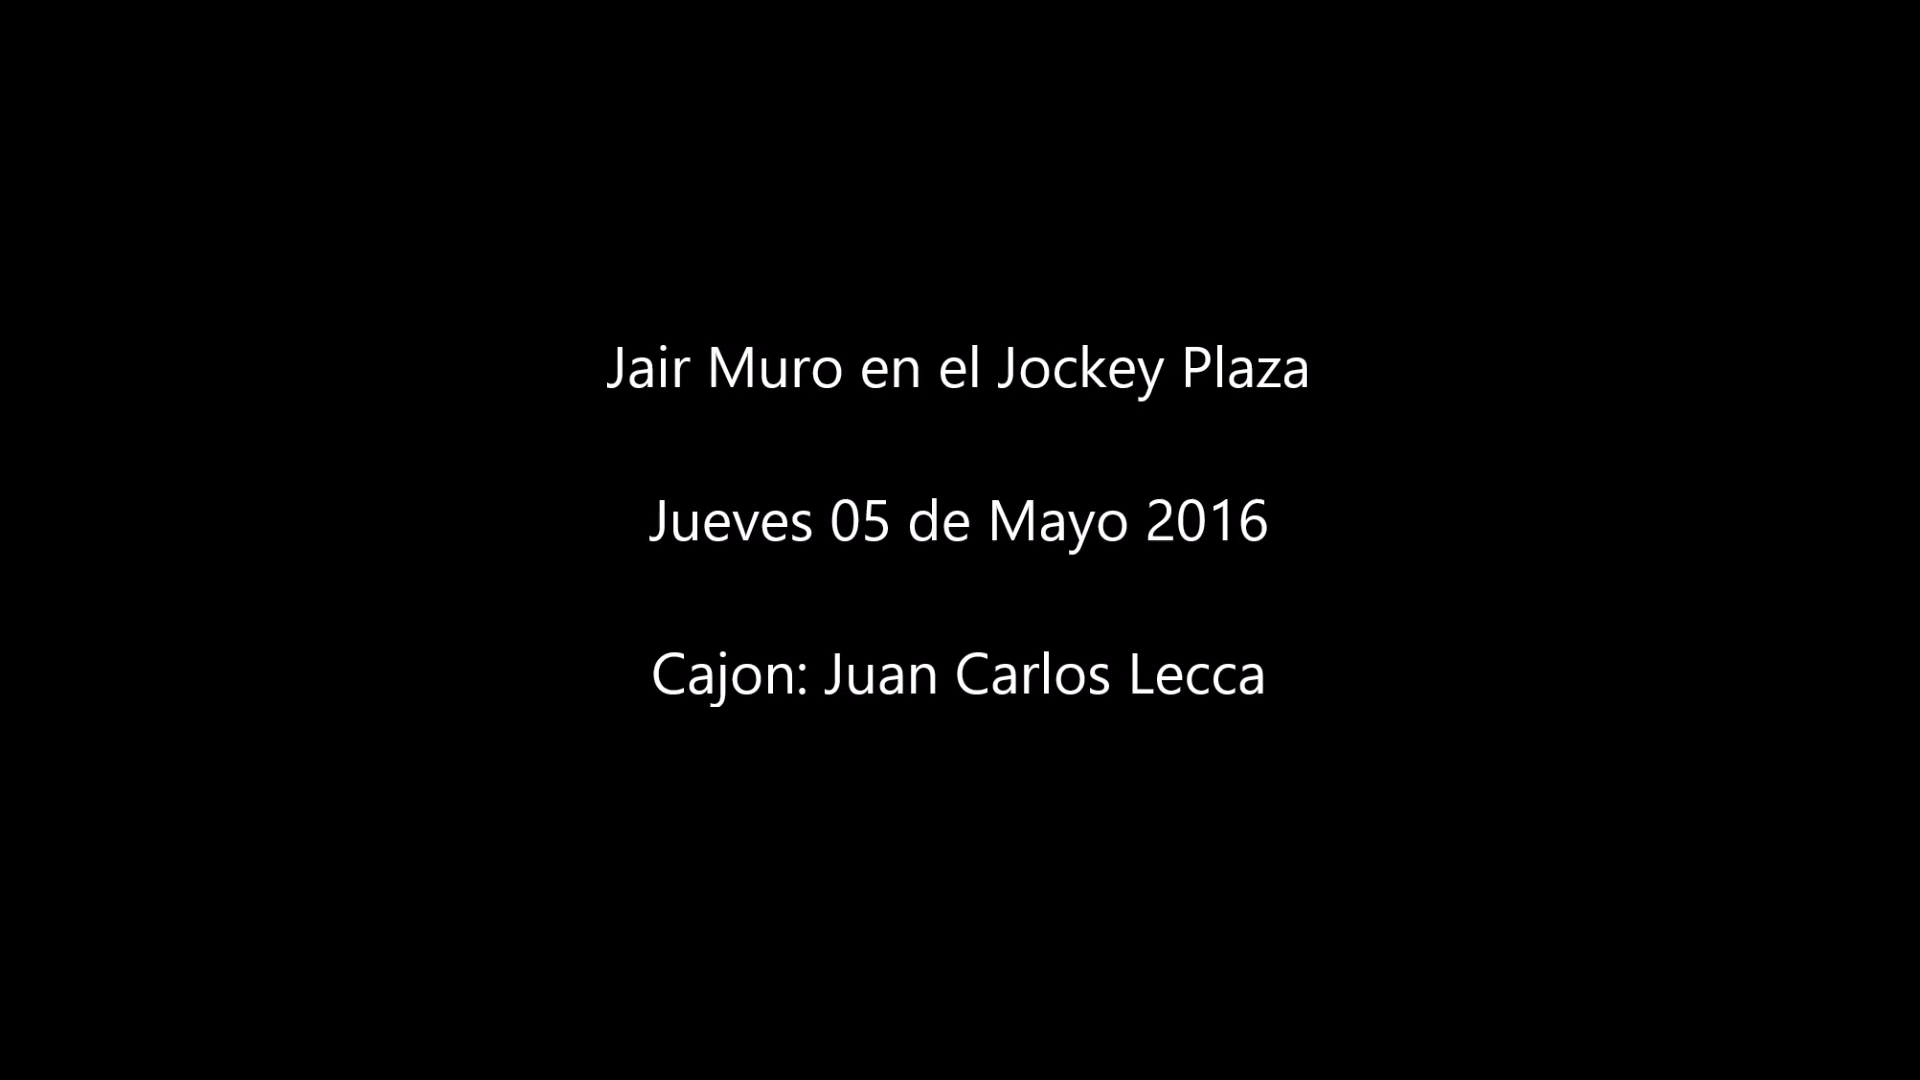 Jair Muro en el Jockey Plaza
Jueves 05 de Mayo 2016
Cajon: Juan Carlos Lecca